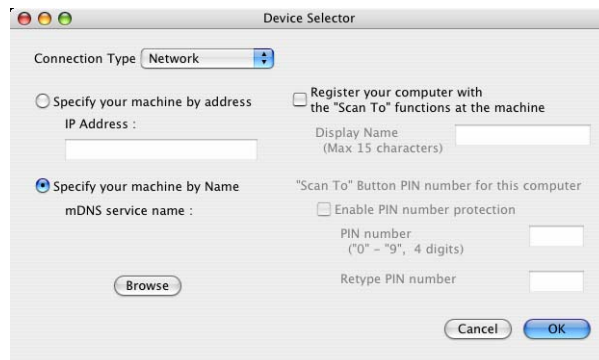 Device Selector
Connection Type Network
Specify your machine by address
IP Address :
Specify your machine by Name
mDNS service name :
Browse
Register your computer with
the "Scan To" functions at the machine
Display Name
(Max 15 characters)
"Scan To" Button PIN number for this computer
Enable PIN number protection
PIN number
("0" - "9", 4 digits)
Retype PIN number
Cancel OK